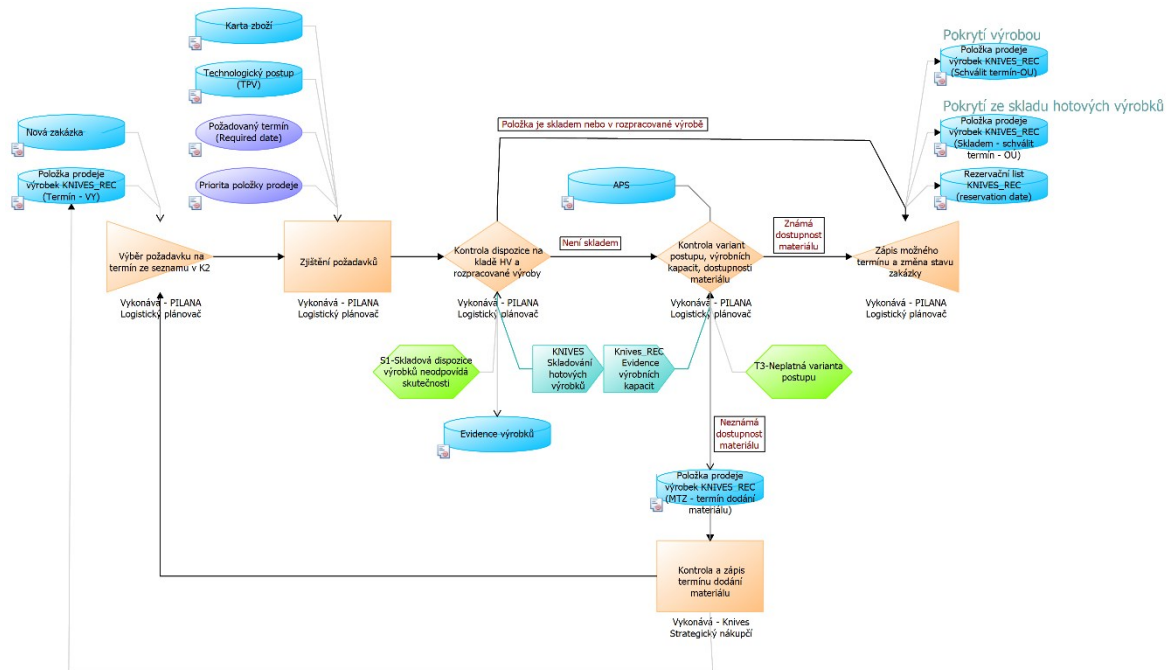 Karta zboží
Technologický postup
(TPV)
Požadovaný termín
(Required date)
Priorita položky prodeje
Nová zakázka
Položka prodeje
výrobek KNIVES_REC
(Termín - VY)
Pokrytí výrobou
Položka prodeje
výrobek KNIVES_REC
(Schválit termín-OÚ)
Pokrytí ze skladu hotových výrobků
Položka prodeje
výrobek KNIVES_REC
(Skladem - schválit
termín - OÚ)
Rezervační list
KNIVES_REC
(reservation date)
Položka je skladem nebo v rozpracované výrobě
APS
Výběr požadavku na
termín ze seznamu v K2
Vykonává - PILANA
Logistický plánovač
Zjištění požadavků
Vykonává - PILANA
Logistický plánovač
Kontrola dispozice na
kladě HV a
rozpracované výroby
Vykonává - PILANA
Logistický plánovač
Není skladem
Kontrola variant
postupu, výrobních
kapacit, dostupnosti
materiálu
Vykonává - PILANA
Logistický plánovač
Známá
dostupnost
materiálu
Zápis možného
termínu a změna stavu
zakázky
Vykonává - PILANA
Logistický plánovač
S1-Skladová dispozice
výrobků neodpovídá
skutečnosti
KNIVES
Skladování
hotových
výrobků
Knives_REC
Evidence
výrobních
kapacit
T3-Neplatná varianta
postupu
Evidence výrobků
Neznámá
dostupnost
materiálu
Položka prodeje
výrobek KNIVES_REC
(MTZ - termín dodání
materiálu)
Kontrola a zápis
termínu dodání
materiálu
Vykonává - Knives
Strategický nákupčí